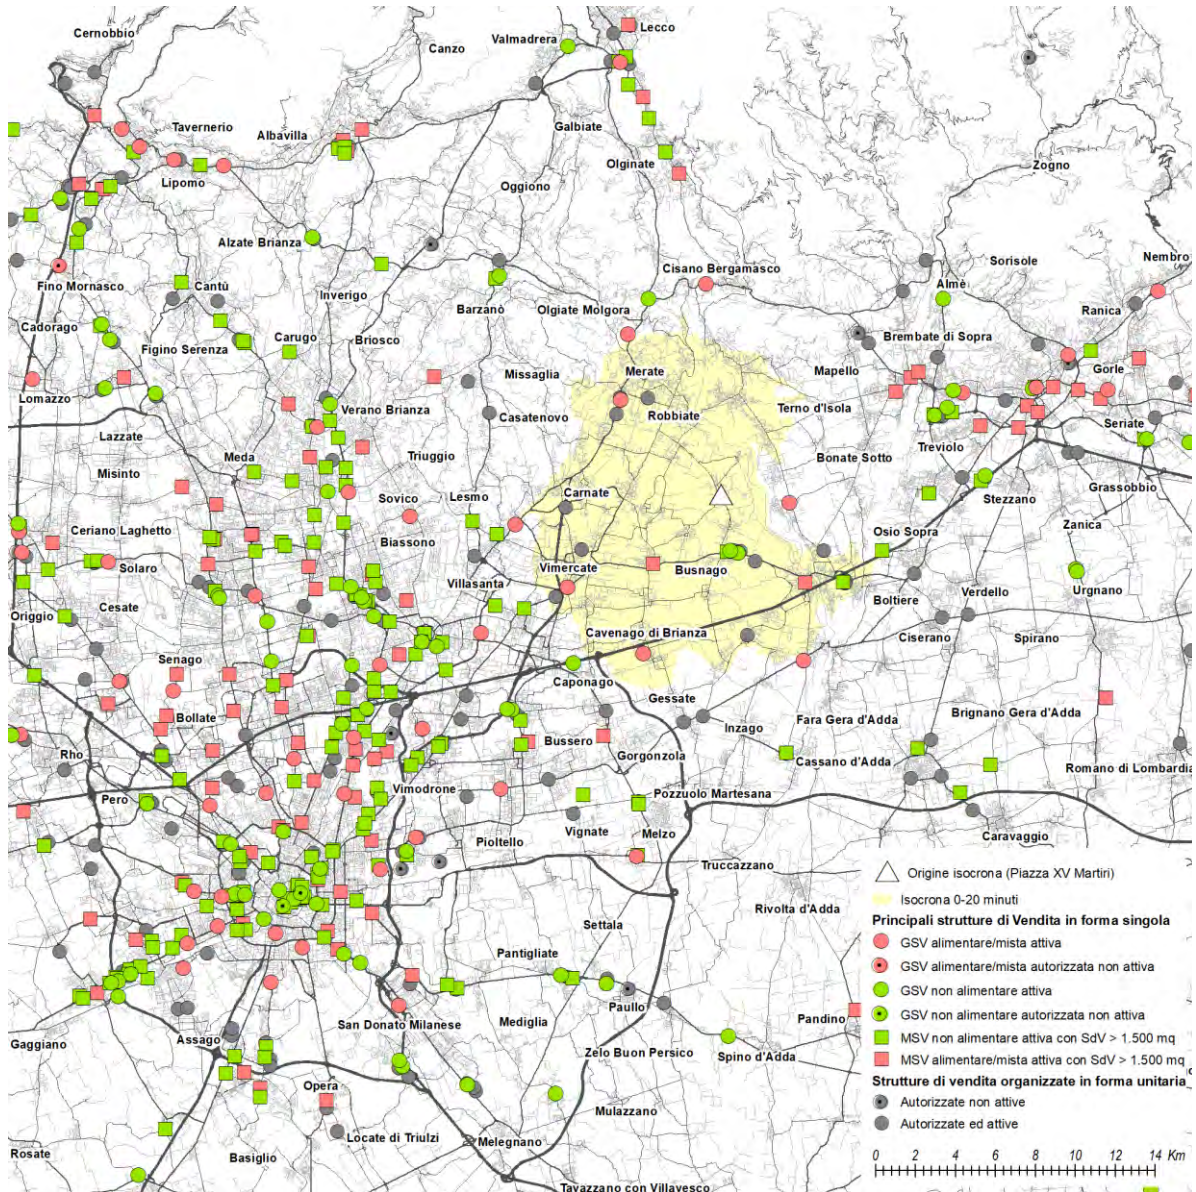 Cernobbio
Lecco
Valmadrera
Canzo
Tavernerio
Albavilla
Galbiate
Olginate
Zogno
Lipomo
Oggiono
Alzate Brianza
Sorisole
Nembro
Cisano Bergamasco
Fino Mornasco
Cantù
Inverigo
Barzanò
Olgiate Molgora
Almè
Ranica
Cadorago
Carugo
Briosco
Brembate di Sopra
Figino Serenza
Missaglia
Merate
Mapello
Gorle
Lomazzo
Verano Brianza
Casatenovo
Robbiate
Terno d'Isola
Seriate
Lazzate
Meda
Triuggio
Treviolo
Bonate Sotto
Misinto
Sovico
Lesmo
Carnate
Stezzano
Grassobbio
Ceriano Laghetto
Biassono
Osio Sopra
Zanica
Solaro
Vimercate
Busnago
Villasanta
Cesate
Boltiere
Verdello
Urgnano
Origgio
Cavenago di Brianza
Ciserano
Spirano
Senago
Caponago
Gessate
Bollate
Fara Gera d'Adda
Brignano Gera d'Adda
Inzago
Rho
Bussero
Gorgonzola
Cassano d'Adda
Romano di Lombardia
Pero
Vimodrone
Pozzuolo Martesana
Vignate
Melzo
Caravaggio
Pioltello
Truccazzano
Rivolta d'Adda
Settala
Pantigliate
Paullo
Pandino
San Donato Milanese
Mediglia
Gaggiano
Assago
Zelo Buon Persico
Spino d'Adda
Opera
Mulazzano
Locate di Triulzi
Melegnano
Rosate
Basiglio
Tavazzano con Villavesco
Origine isocrona (Piazza XV Martiri)
Isocrona 0-20 minuti
Principali strutture di Vendita in forma singola
GSV alimentare/mista attiva
GSV alimentare/mista autorizzata non attiva
GSV non alimentare attiva
GSV non alimentare autorizzata non attiva
MSV non alimentare attiva con SdV > 1.500 mq
MSV alimentare/mista attiva con SdV > 1.500 mq
Strutture di vendita organizzate in forma unitaria
Autorizzate non attive
Autorizzate ed attive
0 2 4 6 8 10 12 14 Km